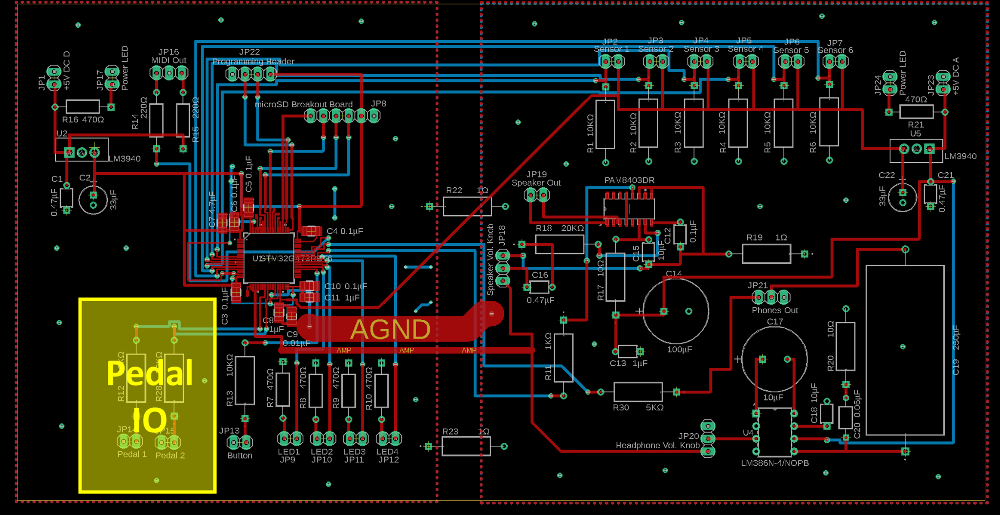 JP22
Programming Header
JP16
MIDI Out
JP1
+5V DC D
JP17
Power LED
JP2
Sensor 1
JP3
Sensor 2
JP4
Sensor 3
JP5
Sensor 4
JP6
Sensor 5
JP7
Sensor 6
JP24
Power LED
JP23
+5V DC A
microSD Breakout Board
JP8
R16 470Ω
R14
220Ω
R15
220Ω
U2
LM3940
C1
0.47µF
C2
33µF
R1
10KΩ
R2
10KΩ
R3
10KΩ
R4
10KΩ
R5
10KΩ
R6
10KΩ
470Ω
R21
U5
LM3940
C22
33µF
C21
0.47µF
C7 4.7µF
C6 0.1µF
C5 0.1µF
C4 0.1µF
R22
1Ω
JP19
Speaker Out
PAM8403DR
R18
20KΩ
JP18
Speaker Vol. Knob
C16
0.47µF
R17
10Ω
C15
10µF
C12
0.1µF
R19
1Ω
C14
100µF
JP21
Phones Out
U1
C10 0.1µF
C11 1µF
C3 0.1µF
C8
C9
0.01µF
AGND
AMP
AMP
AMP
Pedal
IO
R12
R28
JP14
Pedal 1
JP15
Pedal 2
R13
10KΩ
JP13
Button
R7
470Ω
R8
470Ω
R9
470Ω
R10
470Ω
LED1
JP9
LED2
JP10
LED3
JP11
LED4
JP12
R23
1Ω
R11
1KΩ
C13
1µF
R30
5KΩ
C17
10µF
R20
10Ω
C18
10µF
C20
0.05µF
C19
250µF
JP20
Headphone Vol. Knob
U4
LM386N-4/NOPB